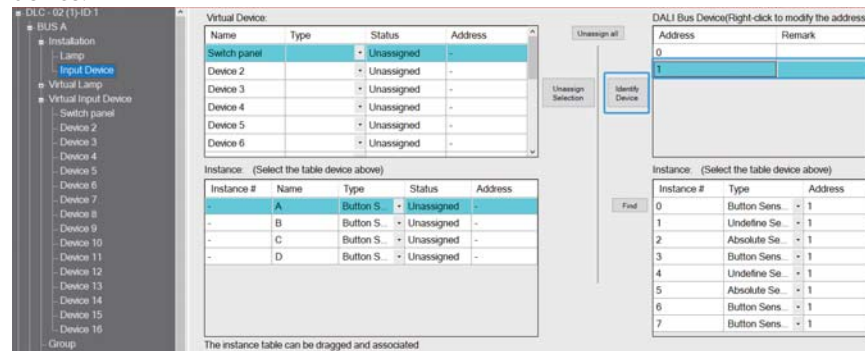 DLC - 02 (1)-ID:1
BUS A
Installation
Lamp
Input Device
Virtual Lamp
Virtual Input Device
Switch panel
Device 2
Device 3
Device 4
Device 5
Device 6
Device 7
Device 8
Device 9
Device 10
Device 11
Device 12
Device 13
Device 14
Device 15
Device 16
Group
Virtual Device:
Name Type Status Address
Switch panel Unassigned -
Device 2 Unassigned -
Device 3 Unassigned -
Device 4 Unassigned -
Device 5 Unassigned -
Device 6 Unassigned -
Instance: (Select the table device above)
Instance # Name Type Status Address
- A Button S... Unassigned -
- B Button S... Unassigned -
- C Button S... Unassigned -
- D Button S... Unassigned -
The instance table can be dragged and associated
Unassign all
Unassign
Selection
Identify
Device
Find
DALI Bus Device(Right-click to modify the address
Address Remark
0
1
Instance: (Select the table device above)
Instance # Type Address
0 Button Sens... 1
1 Undefine Se... 1
2 Absolute Se... 1
3 Button Sens... 1
4 Undefine Se... 1
5 Absolute Se... 1
6 Button Sens... 1
7 Button Sens... 1